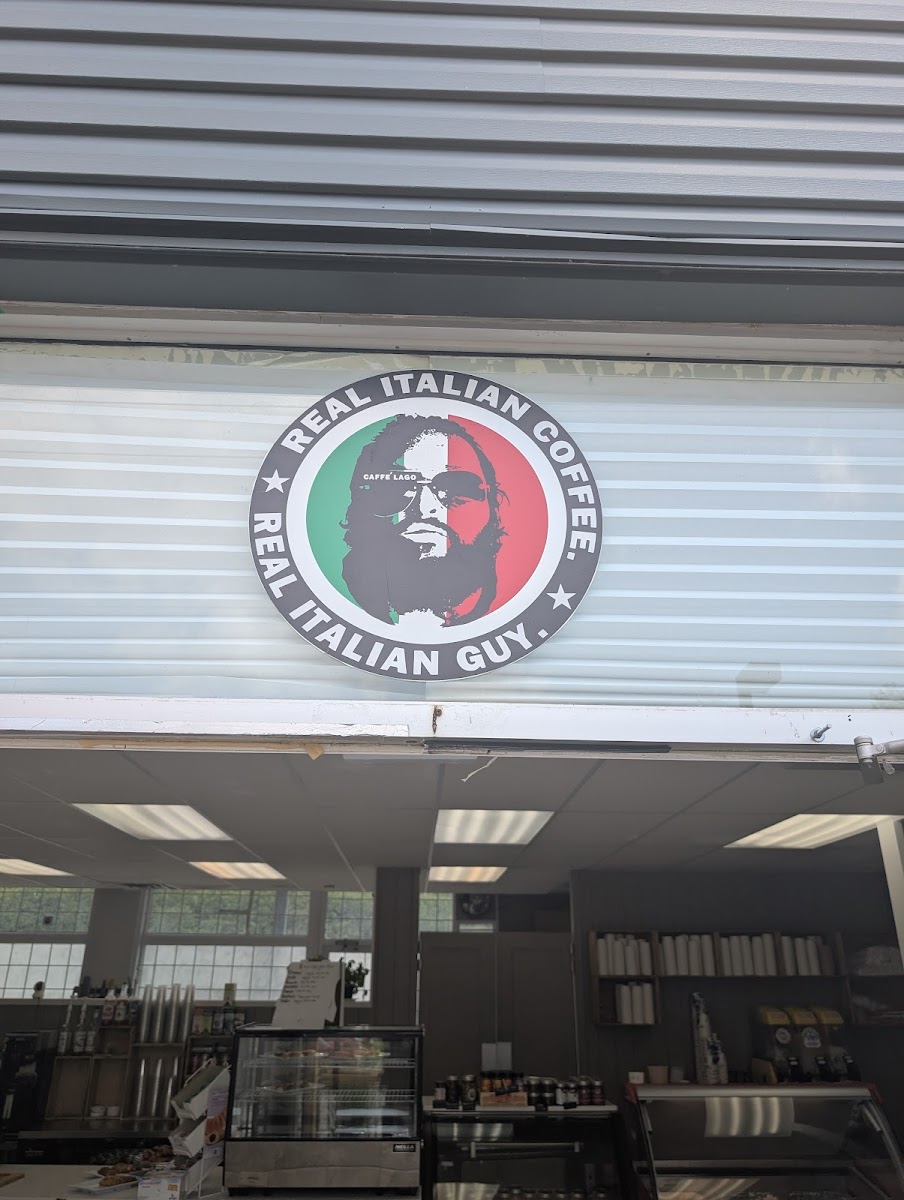 REAL ITALIAN COFFEE.
CAFFE LAGO
REAL ITALIAN GUY.